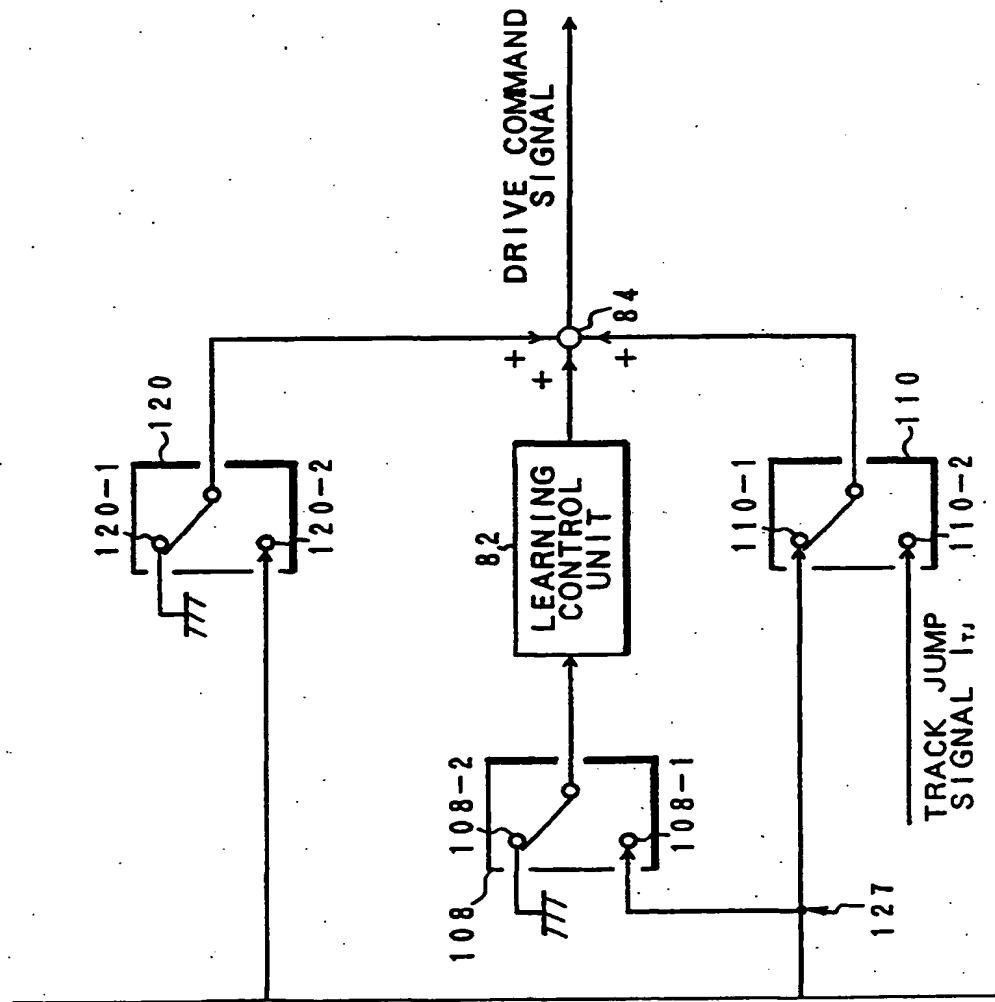 DRIVE COMMAND
SIGNAL
120
120-1
120-2
+
+
+
84
82
LEARNING
CONTROL
UNIT
110
110-1
110-2
108
108-2
108-1
TRACK JUMP
SIGNAL ITJ
127